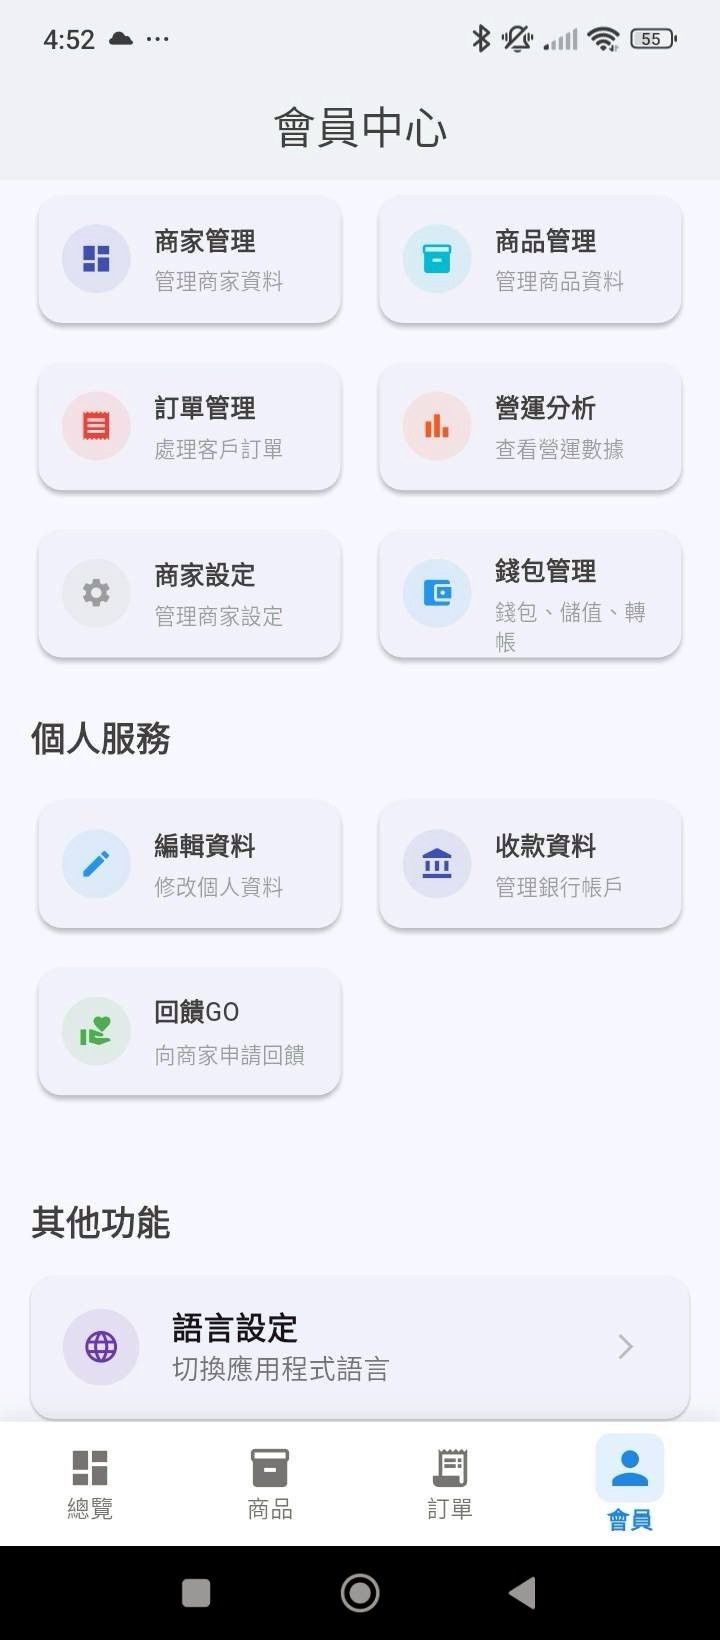 4:52
55
會員中心
商家管理
管理商家資料
商品管理
管理商品資料
訂單管理
處理客戶訂單
營運分析
查看營運數據
商家設定
管理商家設定
錢包管理
錢包、儲值、轉
帳
個人服務
編輯資料
修改個人資料
收款資料
管理銀行帳戶
回饋GO
向商家申請回饋
其他功能
語言設定
切換應用程式語言
總覽
商品
訂單
會員